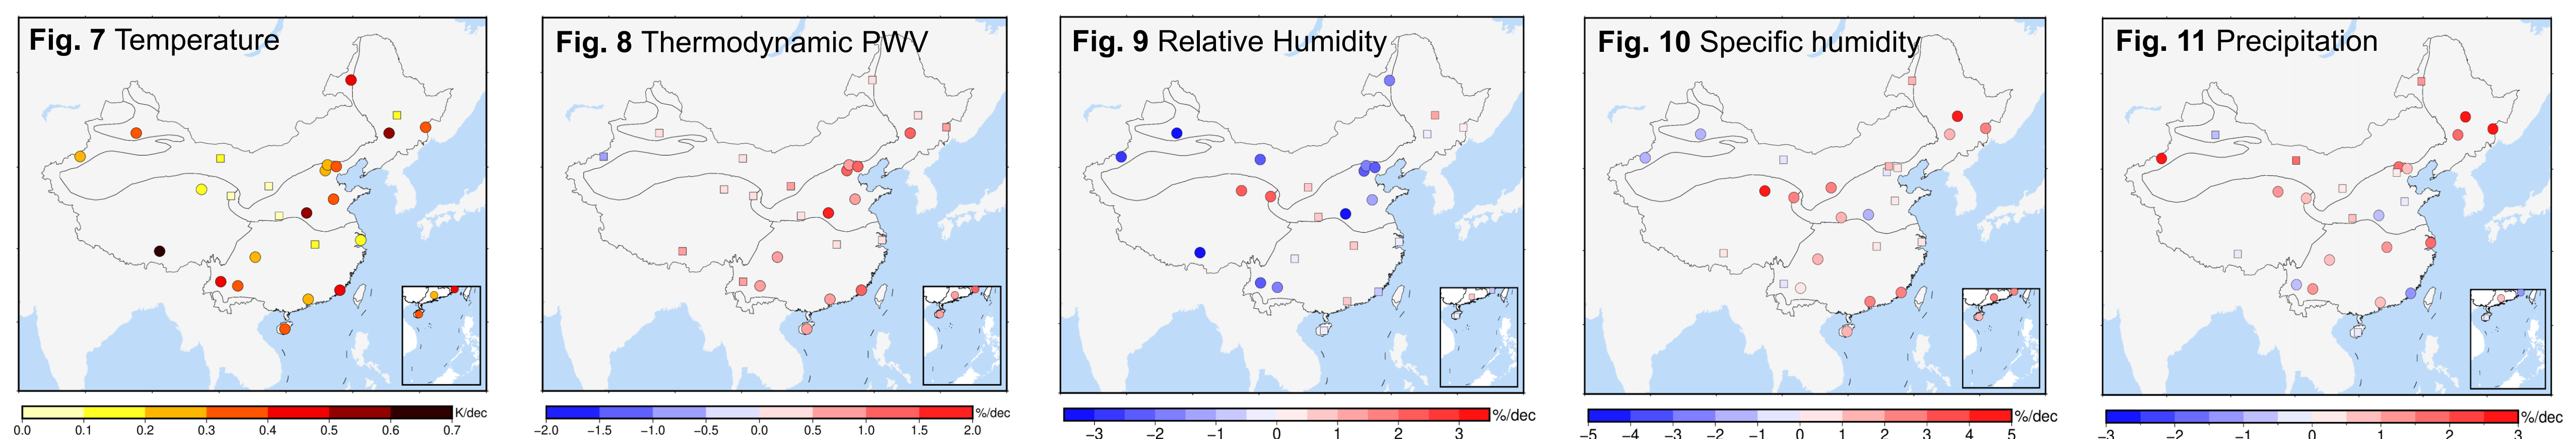 Fig. 7 Temperature
0.0 0.1 0.2 0.3 0.4 0.5 0.6 0.7 K/dec
Fig. 8 Thermodynamic PWV
−2.0 −1.5 −1.0 −0.5 0.0 0.5 1.0 1.5 2.0 %/dec
Fig. 9 Relative Humidity
−3 −2 −1 0 1 2 3 %/dec
Fig. 10 Specific humidity
−5 −4 −3 −2 −1 0 1 2 3 4 5 %/dec
Fig. 11 Precipitation
−3 −2 −1 0 1 2 3 %/dec